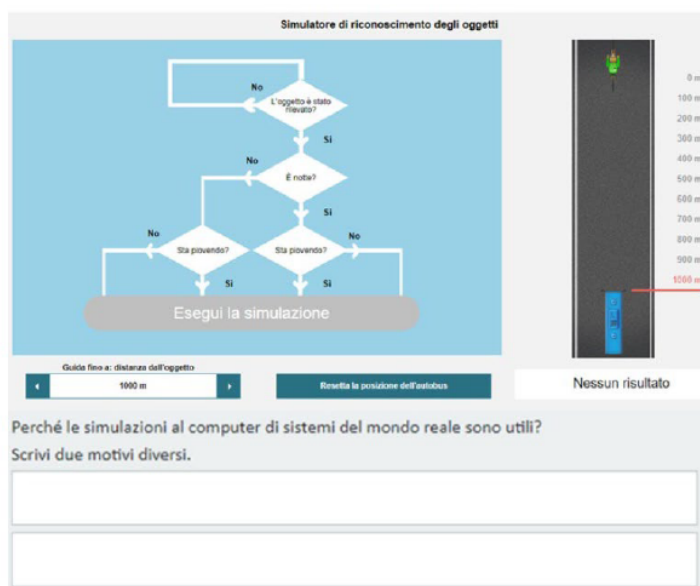 Simulatore di riconoscimento degli oggetti
No
L'oggetto è stato
rilevato?
Sì
No
È notte?
Sì
No
Sta piovendo?
Sì
Sta piovendo?
No
Sì
Esegui la simulazione
0 m
100 m
200 m
300 m
400 m
500 m
600 m
700 m
800 m
900 m
1000 m
Guida fino a: distanza dall'oggetto
1000 m
Resetta la posizione dell'autobus
Nessun risultato
Perché le simulazioni al computer di sistemi del mondo reale sono utili?
Scrivi due motivi diversi.